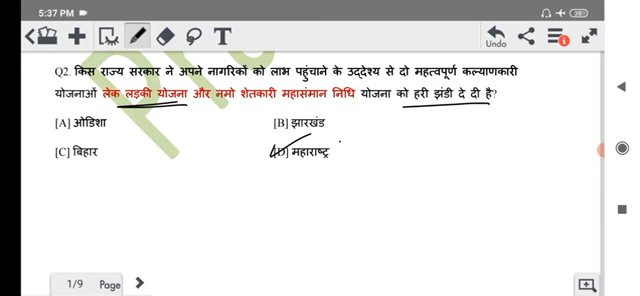 5:37 PM
38
Undo
Q2. किस राज्य सरकार ने अपने नागरिकों को लाभ पहुंचाने के उद्देश्य से दो महत्वपूर्ण कल्याणकारी
योजनाओं लेक लड़की योजना और नमो शेतकारी महासंमान निधि योजना को हरी झंडी दे दी है?
[A] ओडिशा [B] झारखंड
[C] बिहार [D] महाराष्ट्र
1/9 Page